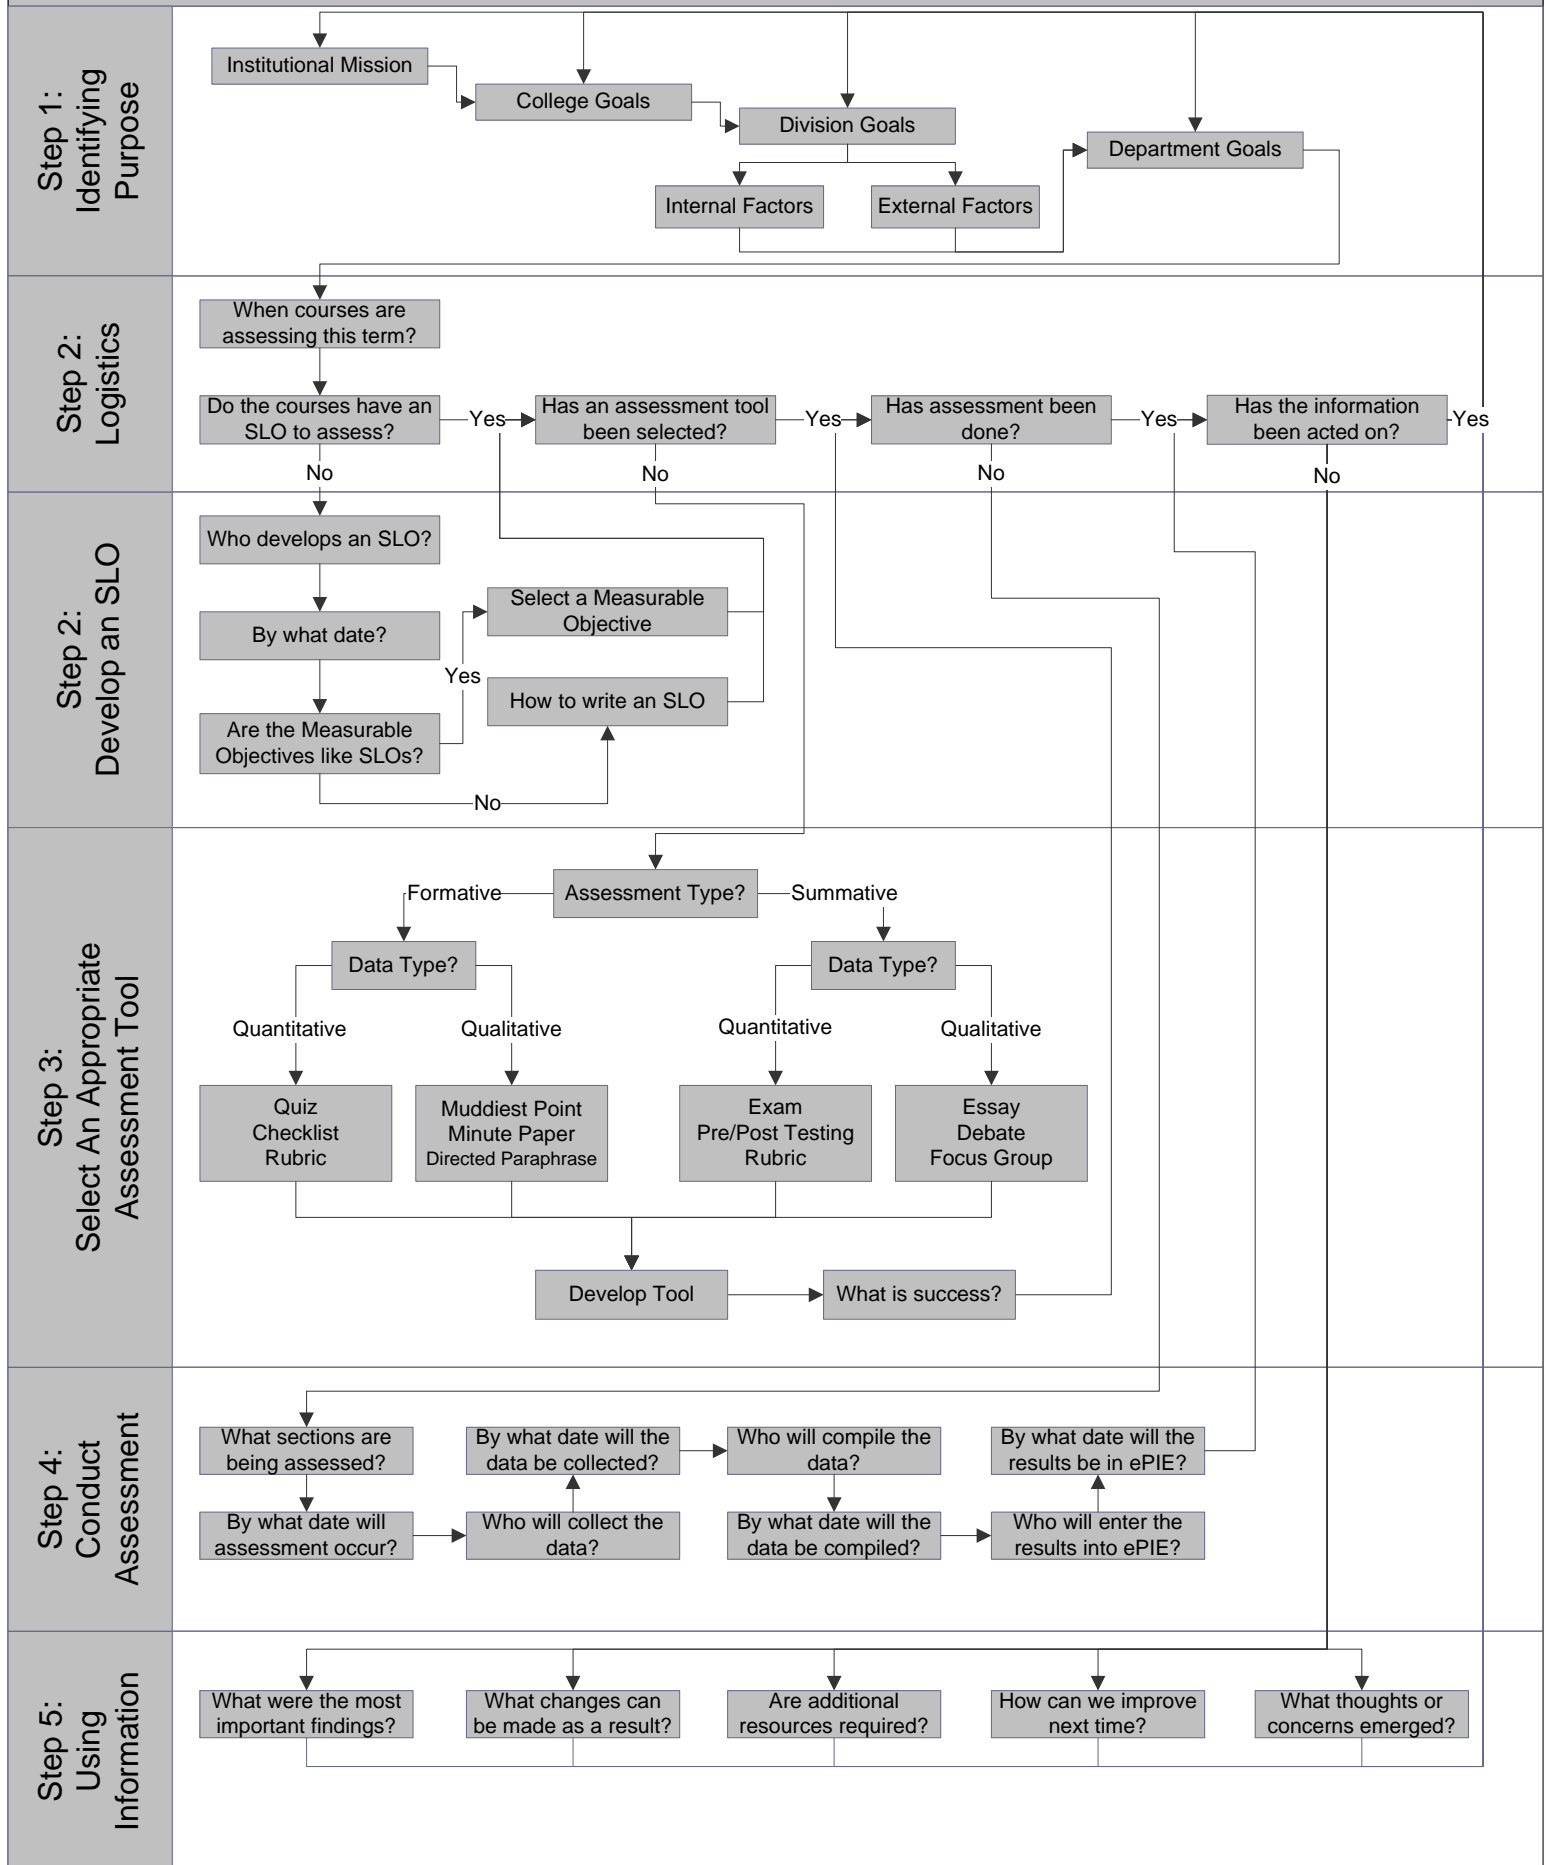 Step 1:
Identifying
Purpose
Institutional Mission
College Goals
Division Goals
Department Goals
Internal Factors
External Factors
Step 2:
Logistics
When courses are
assessing this term?
Do the courses have an
SLO to assess?
Yes
Has an assessment tool
been selected?
Yes
Has assessment been
done?
Yes
Has the information
been acted on?
Yes
No
No
No
No
Step 2:
Develop an SLO
Who develops an SLO?
By what date?
Are the Measurable
Objectives like SLOs?
Yes
Select a Measurable
Objective
How to write an SLO
No
Step 3:
Select An Appropriate
Assessment Tool
Assessment Type?
Formative
Summative
Data Type?
Data Type?
Quantitative
Qualitative
Quantitative
Qualitative
Quiz
Checklist
Rubric
Muddiest Point
Minute Paper
Directed Paraphrase
Exam
Pre/Post Testing
Rubric
Essay
Debate
Focus Group
Develop Tool
What is success?
Step 4:
Conduct
Assessment
What sections are
being assessed?
By what date will
assessment occur?
By what date will the
data be collected?
Who will collect the
data?
Who will compile the
data?
By what date will the
data be compiled?
By what date will the
results be in ePIE?
Who will enter the
results into ePIE?
Step 5:
Using
Information
What were the most
important findings?
What changes can
be made as a result?
Are additional
resources required?
How can we improve
next time?
What thoughts or
concerns emerged?